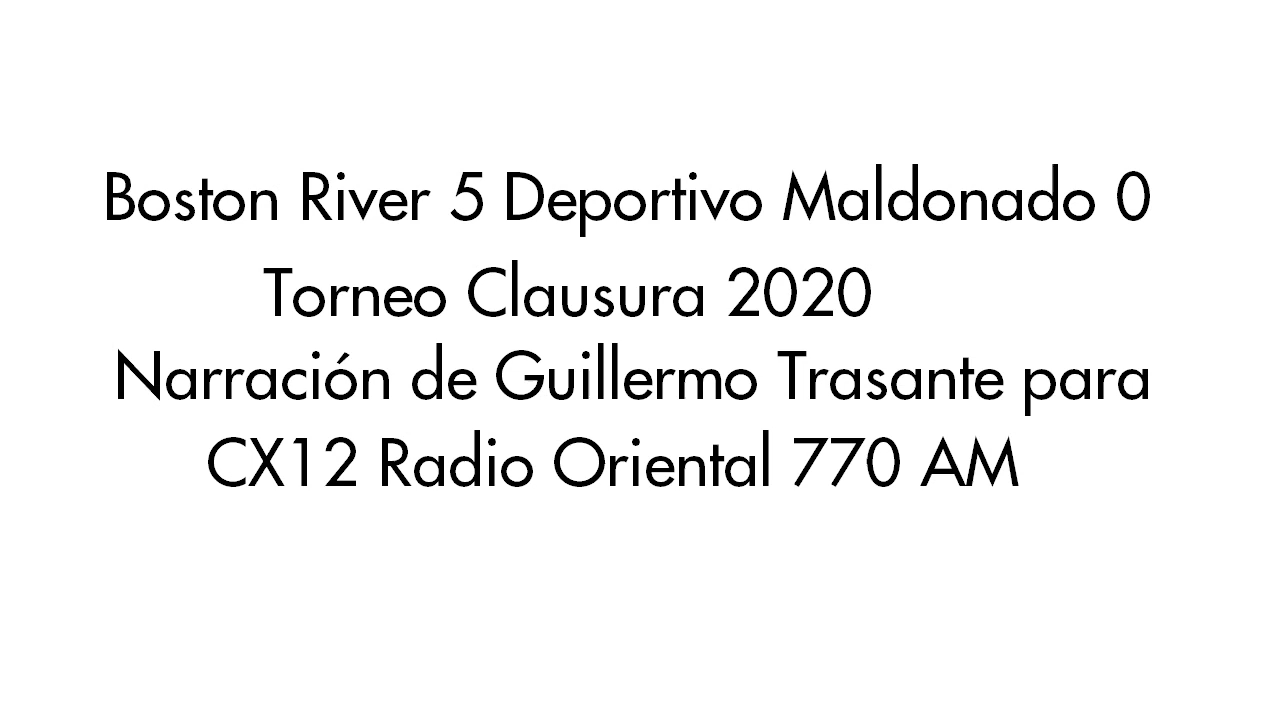 Boston River 5 Deportivo Maldonado 0
Torneo Clausura 2020
Narración de Guillermo Trasante para
CX12 Radio Oriental 770 AM